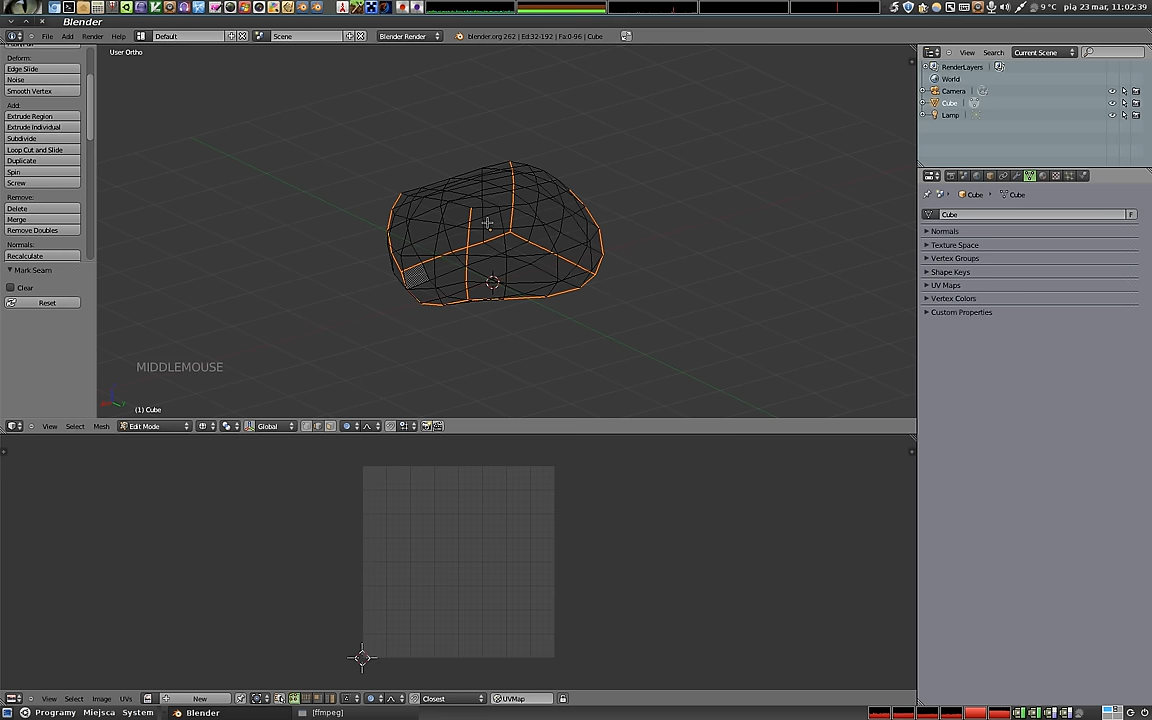 9 °C pią 23 mar, 11:02:39
Blender
File Add Render Help Default Scene Blender Render blender.org 262 | Ed:32-192 | Fa:0-96 | Cube
View Search Current Scene
User Ortho
Deform:
Edge Slide
Noise
Smooth Vertex
Add:
Extrude Region
Extrude Individual
Subdivide
Loop Cut and Slide
Duplicate
Spin
Screw
Remove:
Delete
Merge
Remove Doubles
Normals:
Recalculate
Mark Seam
Clear
Reset
MIDDLEMOUSE
(1) Cube
View Select Mesh Edit Mode Global
RenderLayers
World
Camera
Cube
Lamp
Cube Cube
Cube F
Normals
Texture Space
Vertex Groups
Shape Keys
UV Maps
Vertex Colors
Custom Properties
View Select Image UVs New Closest UVMap
Programy Miejsca System Blender [ffmpeg]